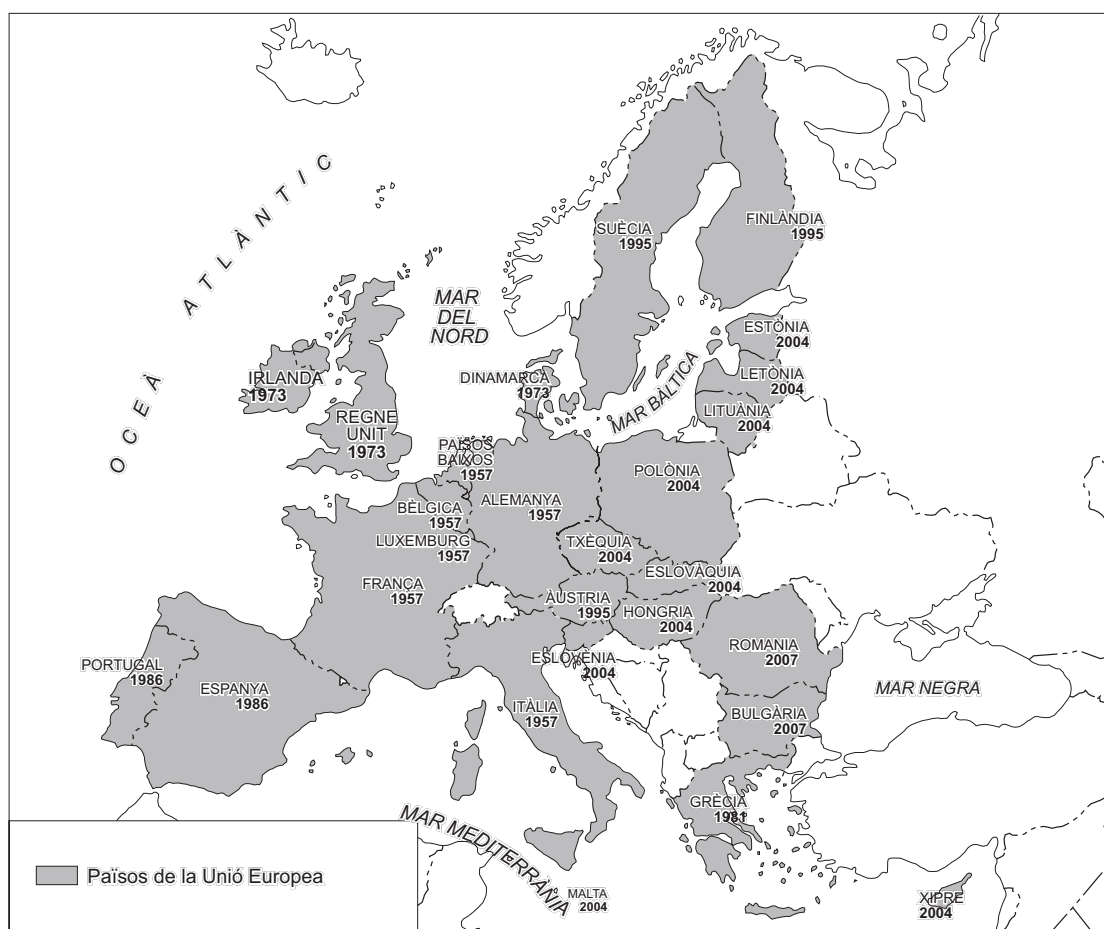 OCEÀ ATLÀNTIC
SUÈCIA
1995
FINLÀNDIA
1995
MAR
DEL
NORD
ESTÒNIA
2004
LETÒNIA
2004
LITUÀNIA
2004
MAR BÀLTICA
DINAMARCA
1973
IRLANDA
1973
REGNE
UNIT
1973
PAÏSOS
BAIXOS
1957
POLÒNIA
2004
ALEMANYA
1957
BÈLGICA
1957
LUXEMBURG
1957
TXÈQUIA
2004
ESLOVÀQUIA
2004
FRANÇA
1957
ÀUSTRIA
1995
HONGRIA
2004
ROMANIA
2007
ESLOVÈNIA
2004
PORTUGAL
1986
ESPANYA
1986
ITÀLIA
1957
MAR NEGRA
BULGÀRIA
2007
GRÈCIA
1981
MAR MEDITERRÀNIA
MALTA
2004
XIPRE
2004
Països de la Unió Europea